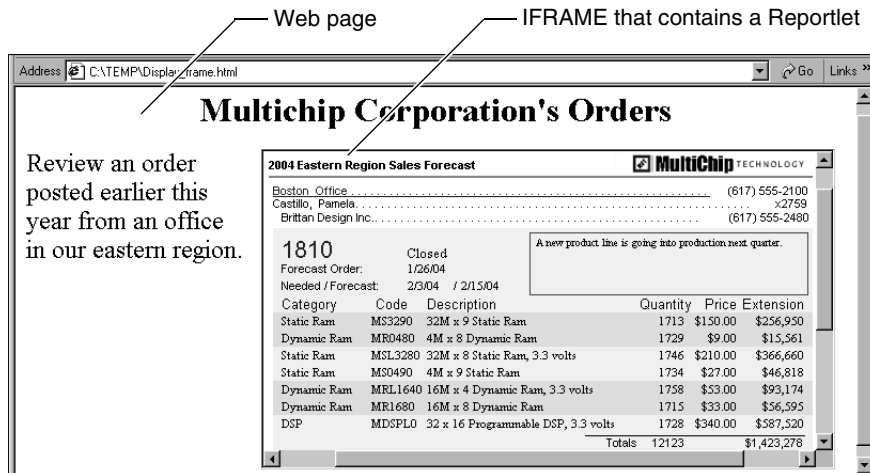 Web page
IFRAME that contains a Reportlet
Address C:\TEMP\Display_frame.html Go Links »
Multichip Corporation's Orders
Review an order
posted earlier this
year from an office
in our eastern region.
2004 Eastern Region Sales Forecast MultiChip TECHNOLOGY
Boston Office (617) 555-2100
Castillo, Pamela x2759
Brittan Design Inc. (617) 555-2480
1810 Closed
A new product line is going into production next quarter.
Forecast Order: 1/26/04
Needed / Forecast: 2/3/04 / 2/15/04
Category Code Description Quantity Price Extension
Static Ram MS3290 32M x 9 Static Ram 1713 $150.00 $256,950
Dynamic Ram MR0480 4M x 8 Dynamic Ram 1729 $9.00 $15,561
Static Ram MSL3280 32M x 8 Static Ram, 3.3 volts 1746 $210.00 $366,660
Static Ram MS0490 4M x 9 Static Ram 1734 $27.00 $46,818
Dynamic Ram MRL1640 16M x 4 Dynamic Ram, 3.3 volts 1758 $53.00 $93,174
Dynamic Ram MR1680 16M x 8 Dynamic Ram 1715 $33.00 $56,595
DSP MDSPL0 32 x 16 Programmable DSP, 3.3 volts 1728 $340.00 $587,520
Totals 12123 $1,423,278